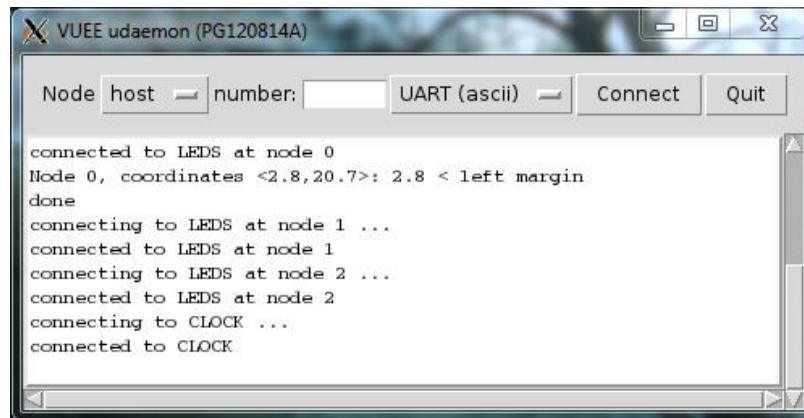 VUEE udaemon (PG120814A)
Node host number: UART (ascii) Connect Quit
connected to LEDS at node 0
Node 0, coordinates <2.8,20.7>: 2.8 < left margin
done
connecting to LEDS at node 1 ...
connected to LEDS at node 1
connecting to LEDS at node 2 ...
connected to LEDS at node 2
connecting to CLOCK ...
connected to CLOCK